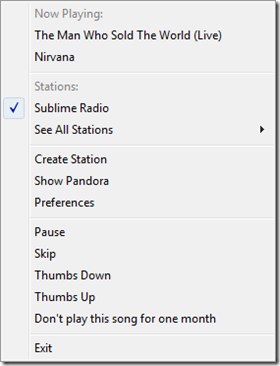 Now Playing:
The Man Who Sold The World (Live)
Nirvana
Stations:
Sublime Radio
See All Stations
Create Station
Show Pandora
Preferences
Pause
Skip
Thumbs Down
Thumbs Up
Don't play this song for one month
Exit